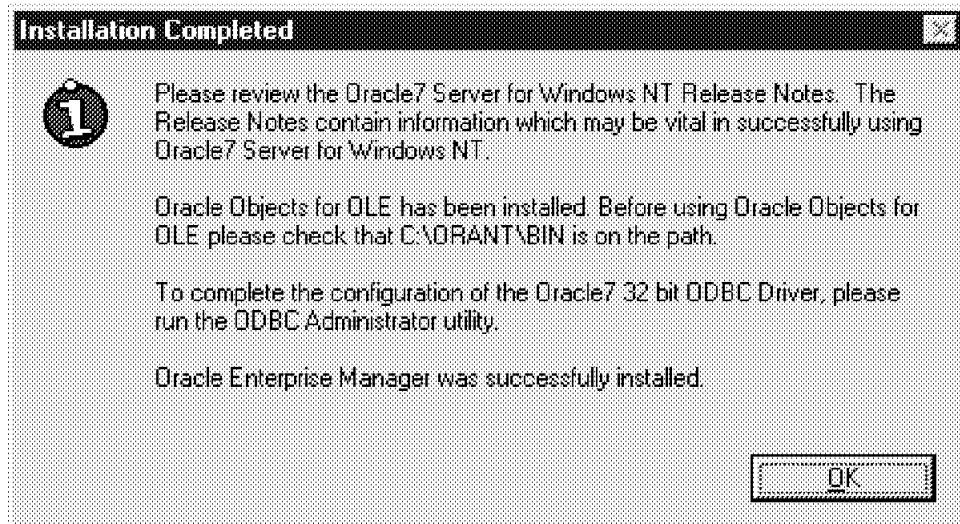 Installation Completed
Please review the Oracle7 Server for Windows NT Release Notes. The
Release Notes contain information which may be vital in successfully using
Oracle7 Server for Windows NT.
Oracle Objects for OLE has been installed. Before using Oracle Objects for
OLE please check that C:\ORANT\BIN is on the path.
To complete the configuration of the Oracle7 32 bit ODBC Driver, please
run the ODBC Administrator utility.
Oracle Enterprise Manager was successfully installed.
OK